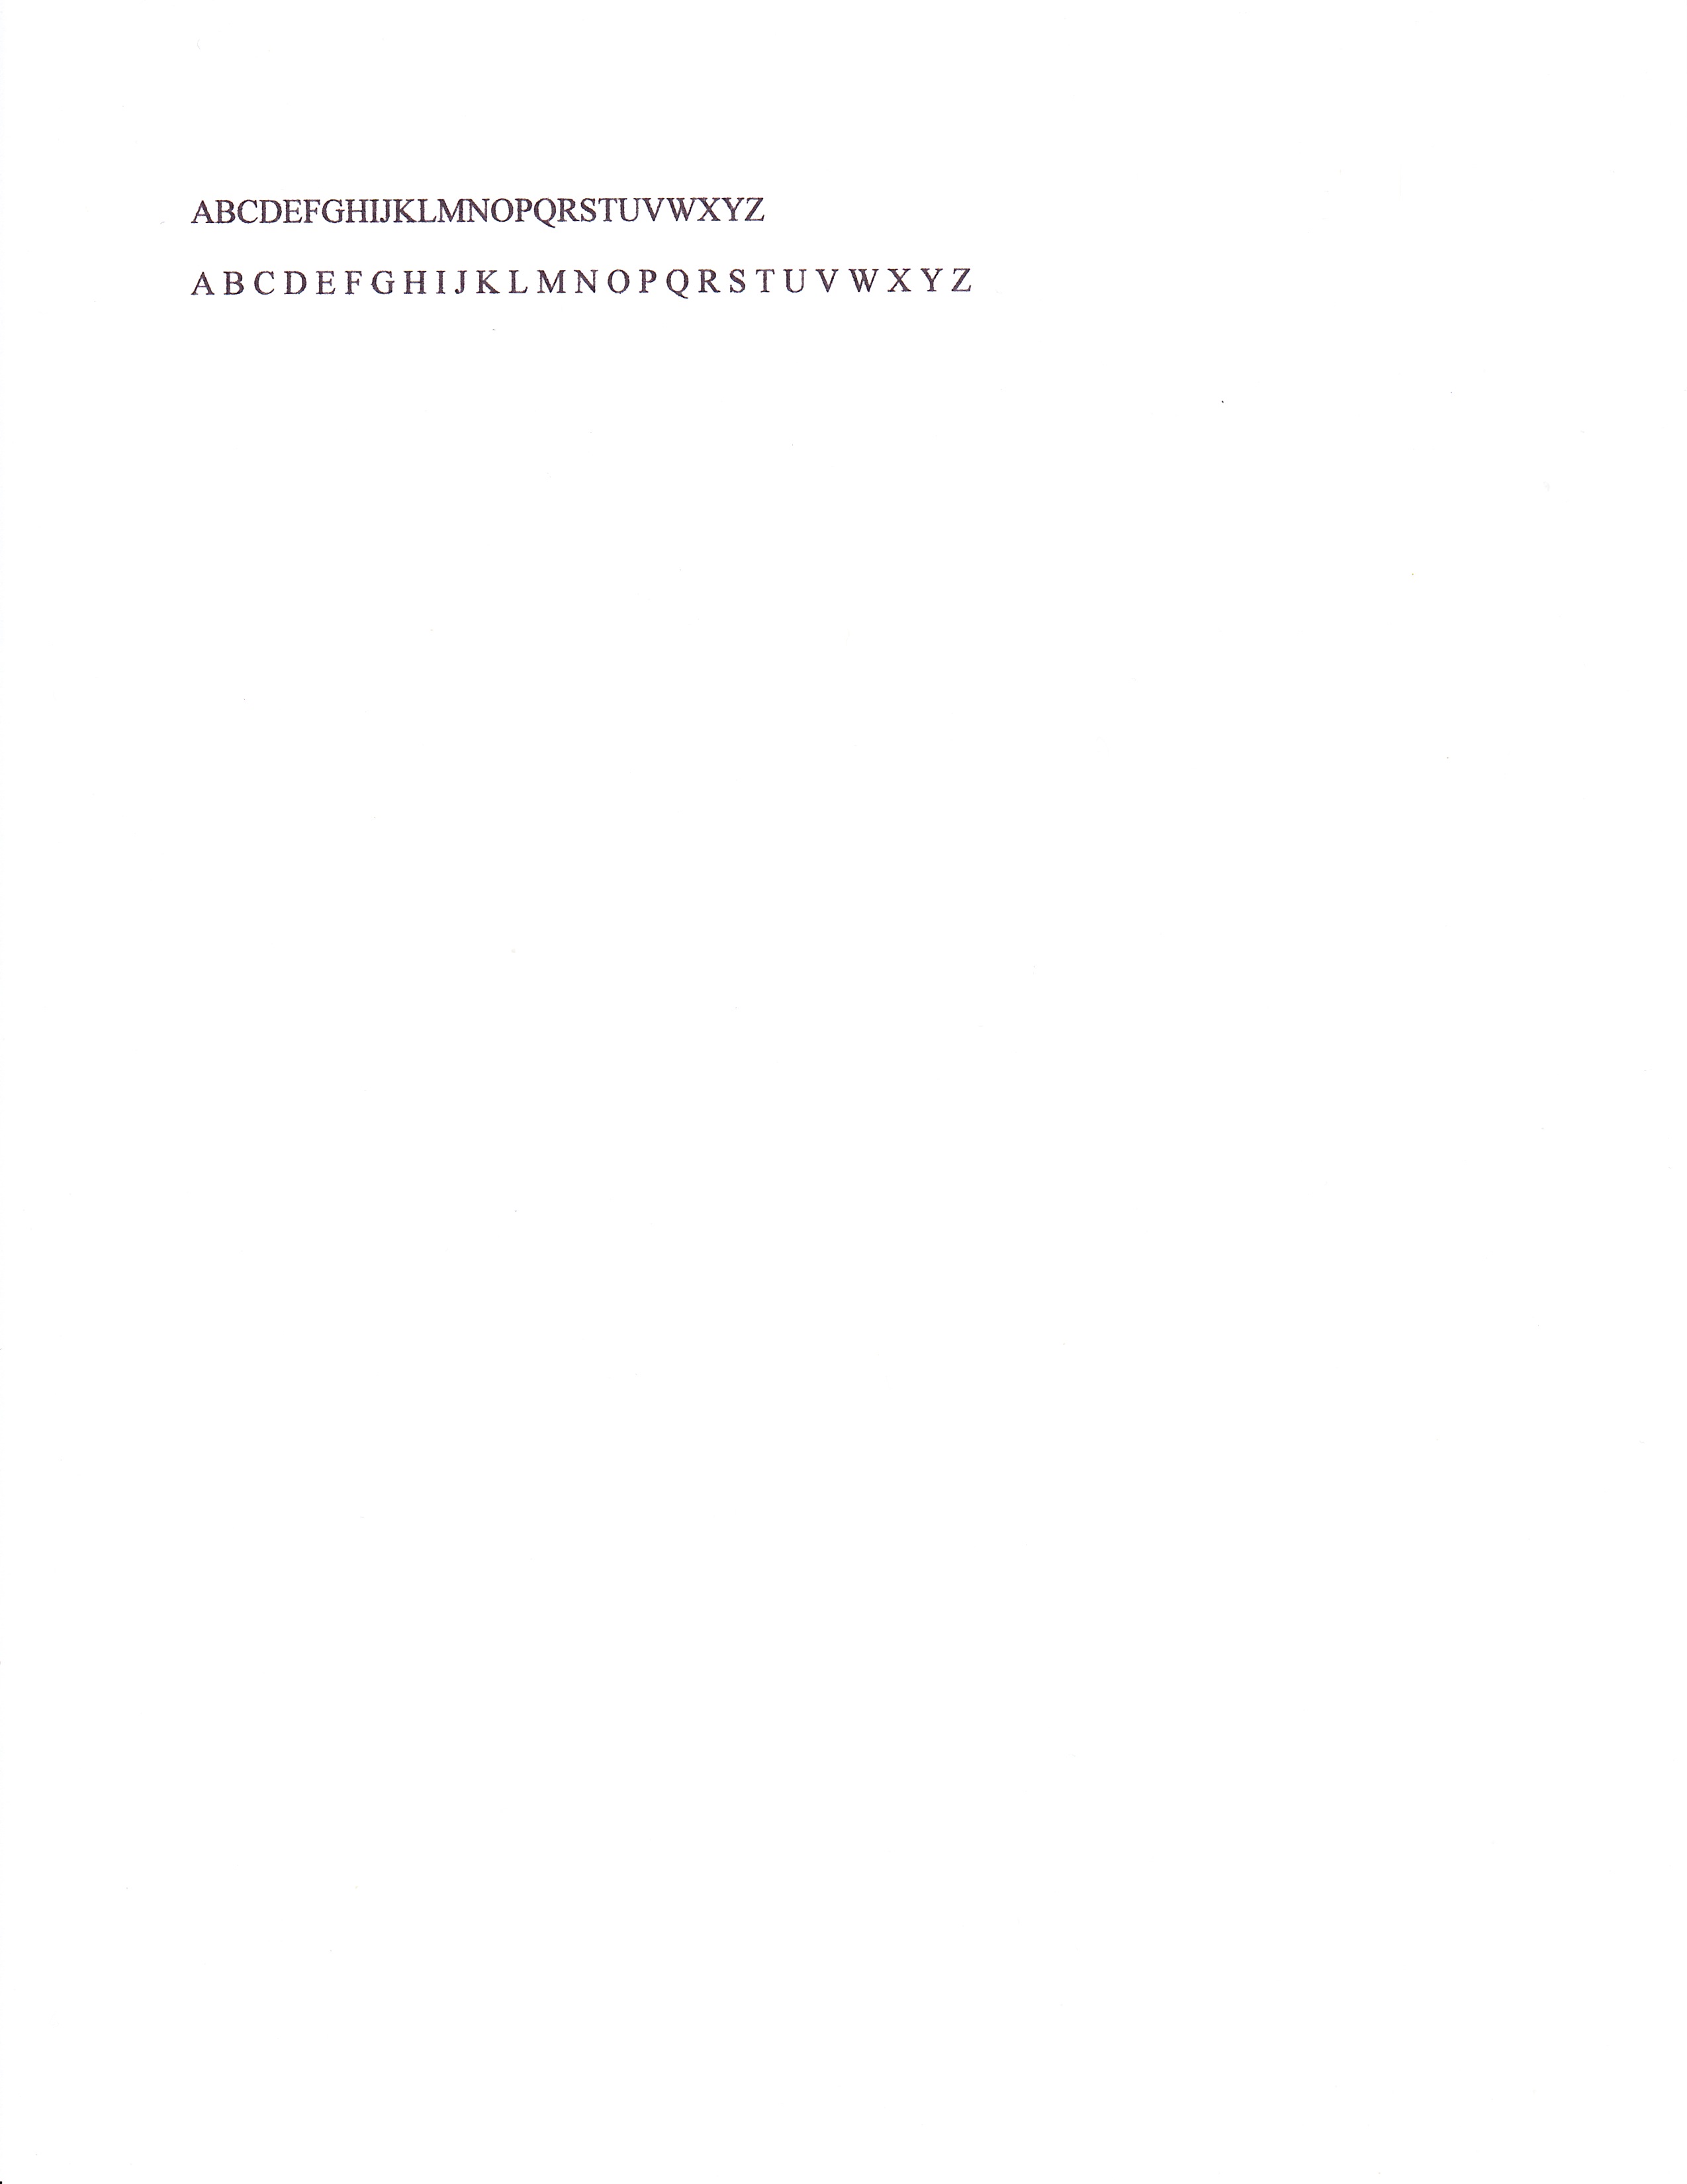 ABCDEFGHIJKLMNOPQRSTUVWXYZ
A B C D E F G H I J K L M N O P Q R S T U V W X Y Z